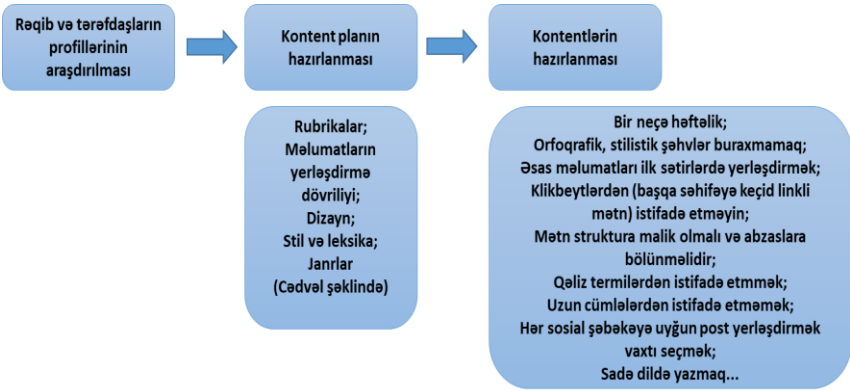 Rəqib və tərəfdaşların
profillərinin
araşdırılması
Kontent planın
hazırlanması
Kontentlərin
hazırlanması
Rubrikalar;
Məlumatların
yerləşdirmə
dövriliyi;
Dizayn;
Stil və leksika;
Janrlar
(Cədvəl şəklində)
Bir neçə həftəlik;
Orfoqrafik, stilistik şəhvlər buraxmamaq;
Əsas məlumatları ilk sətirlərdə yerləşdirmək;
Klikbeytlərdən (başqa səhifəyə keçid linkli
mətn) istifadə etməyin;
Mətn struktura malik olmalı və abzaslara
bölünməlidir;
Qəliz termilərdən istifadə etmmək;
Uzun cümlələrdən istifadə etməmək;
Hər sosial şəbəkəyə uyğun post yerləşdirmək
vaxtı seçmək;
Sadə dildə yazmaq...